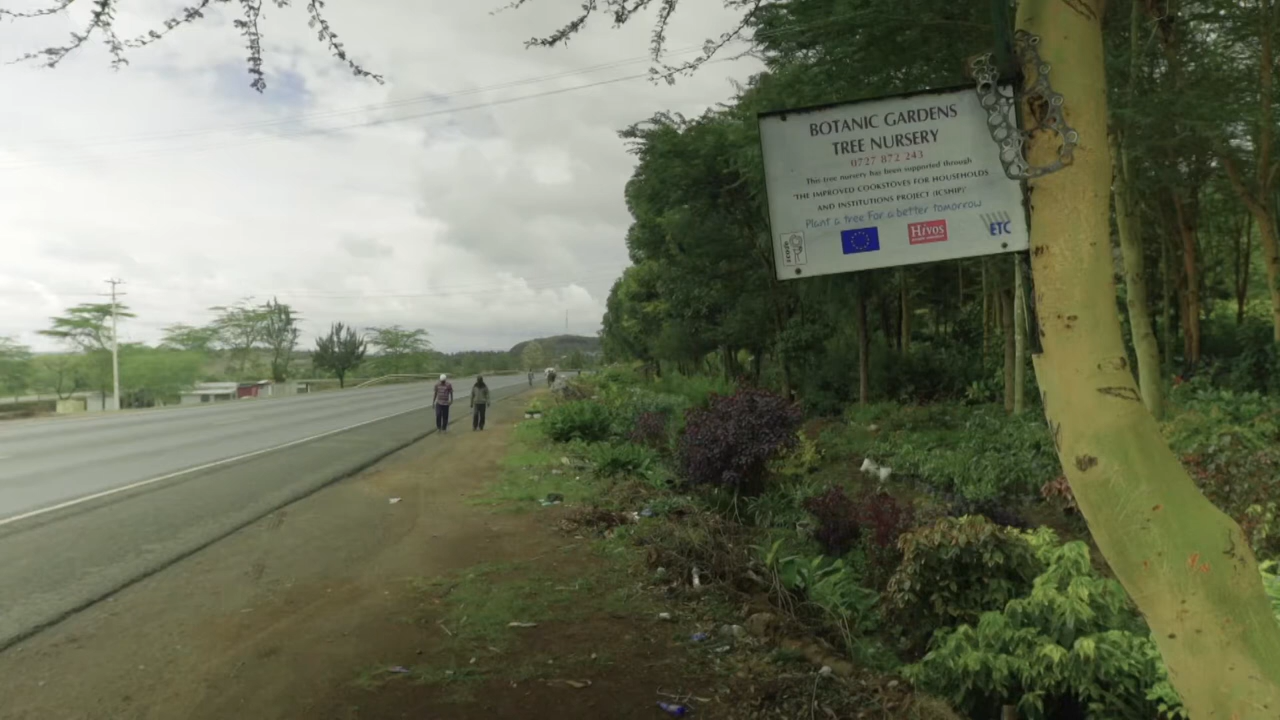 BOTANIC GARDENS
TREE NURSERY
0727 872 243
This tree nursery has been supported through
"THE IMPROVED COOKSTOVES FOR HOUSEHOLDS
AND INSTITUTIONS PROJECT (ICSHIP)'
Plant a tree For a better tomorrow
Hivos
ETC